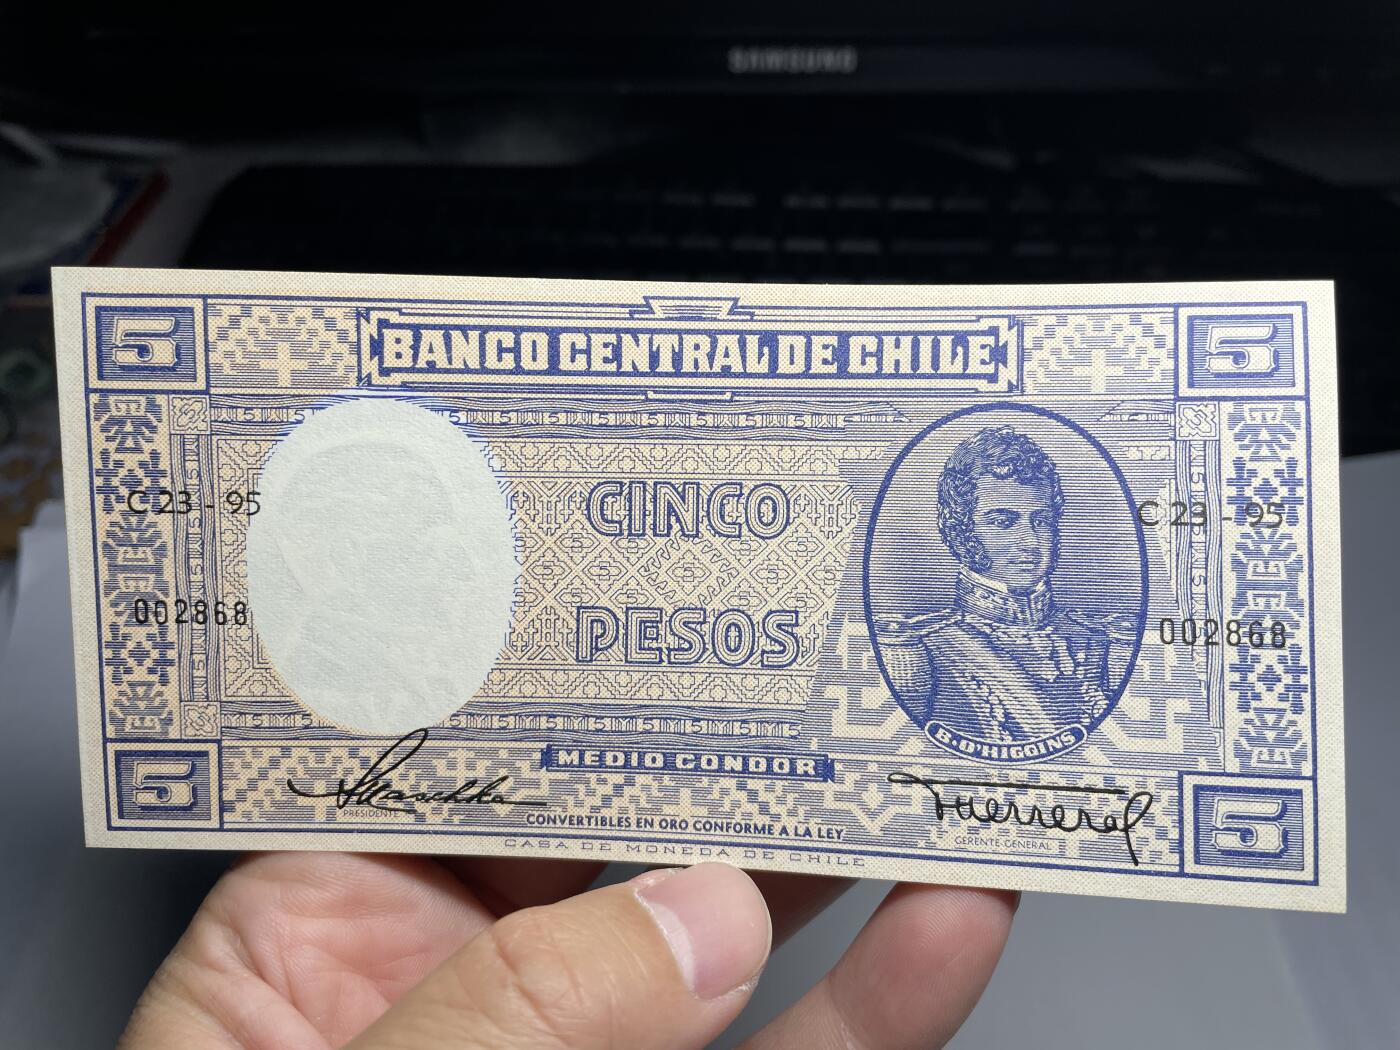 SAMSUNG
5
BANCO CENTRAL DE CHILE
5
C 23 - 95
CINCO
C 23 - 95
002868
PESOS
002868
B. O'HIGGINS
MEDIO CONDOR
5
PRESIDENTE
CONVERTIBLES EN ORO CONFORME A LA LEY
GERENTE GENERAL
5
CASA DE MONEDA DE CHILE